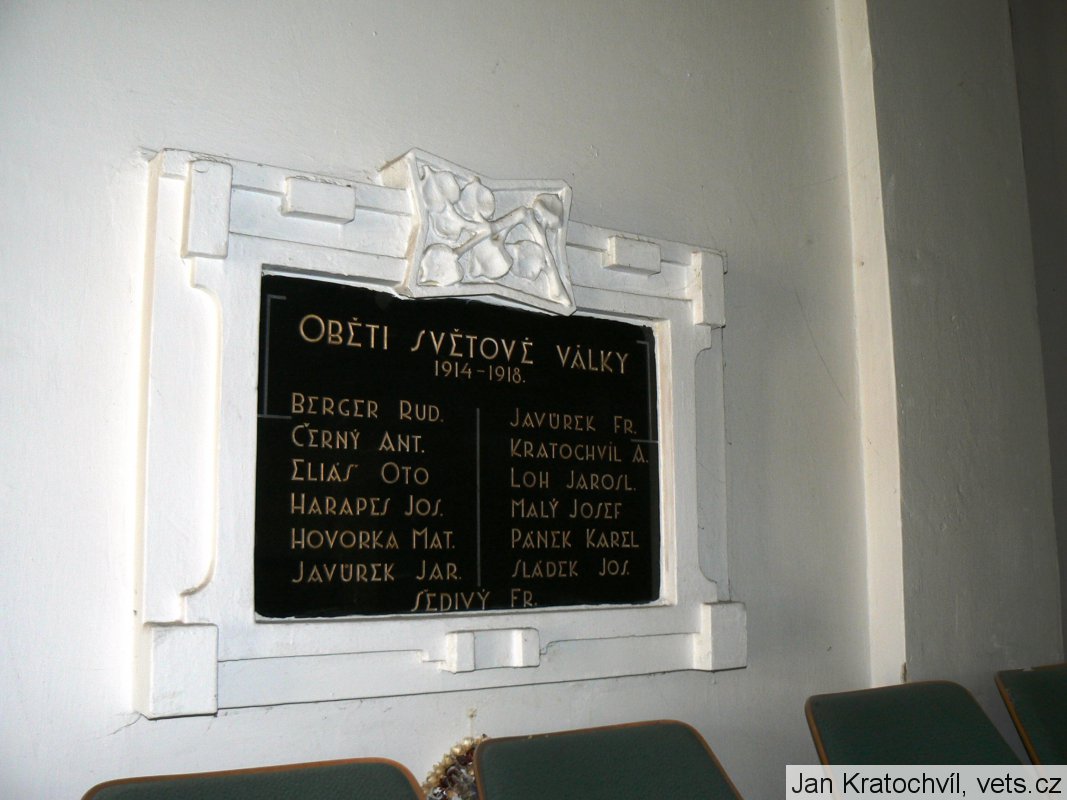 OBĚTI SVĚTOVÉ VÁLKY
1914-1918.
BERGER RUD.
ČERNÝ ANT.
ELIÁŠ OTO
HARAPES JOS.
HOVORKA MAT.
JAVŮREK JAR.
JAVŮREK FR.
KRATOCHVÍL A.
LOH JAROSL.
MALÝ JOSEF
PÁNEK KAREL
SLÁDEK JOS.
ŠEDIVÝ FR.
Jan Kratochvíl, vets.cz